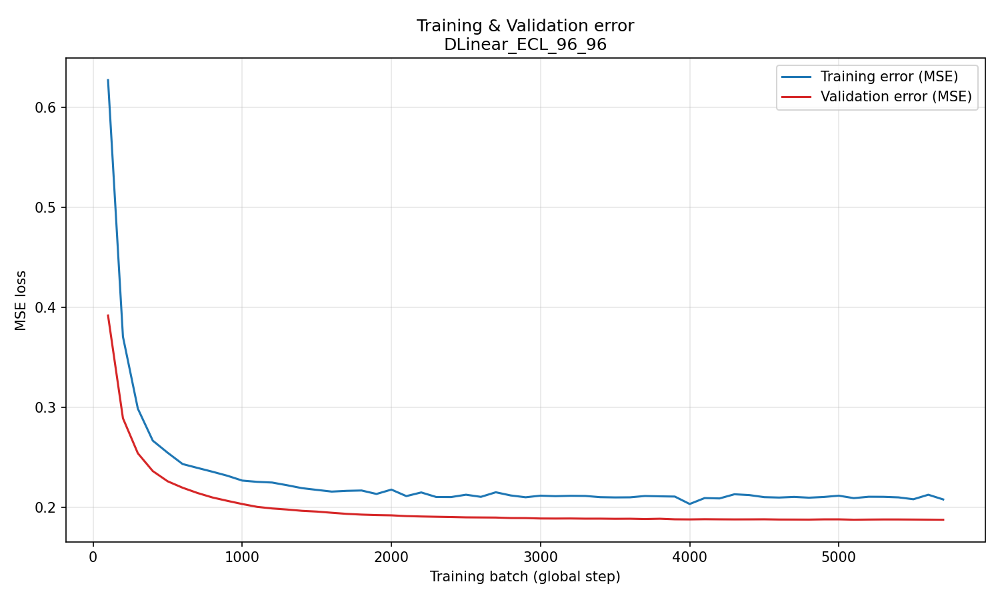 Training & Validation error
DLinear_ECL_96_96
Training error (MSE)
Validation error (MSE)
MSE loss
0.6
0.5
0.4
0.3
0.2
0
1000
2000
3000
4000
5000
Training batch (global step)